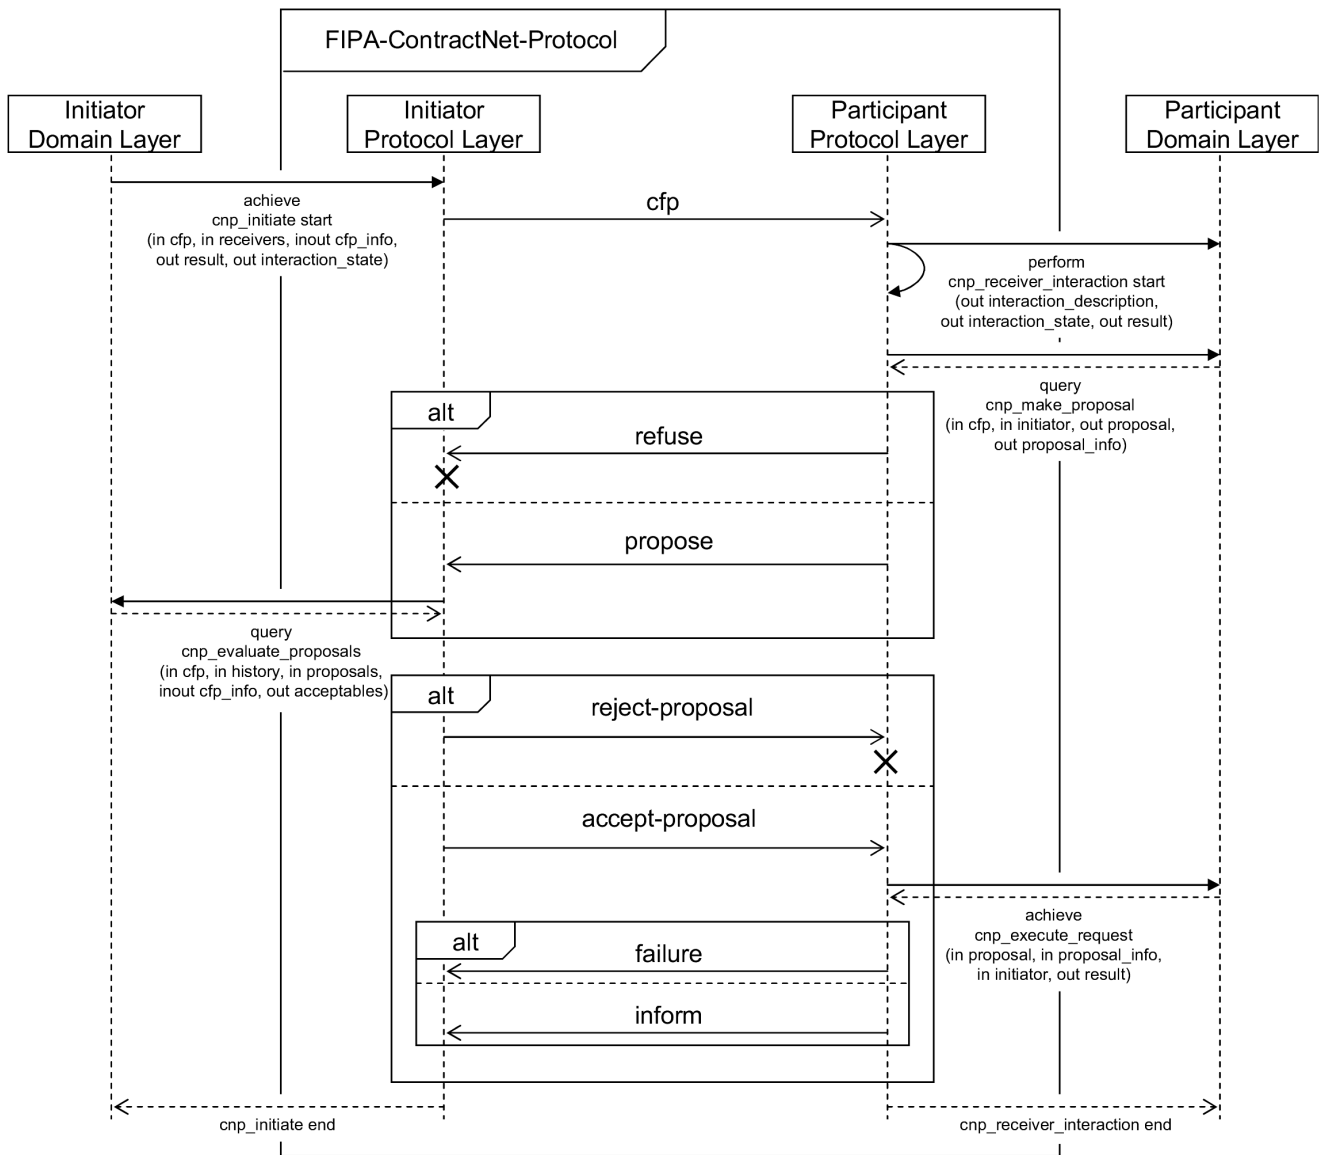 FIPA-ContractNet-Protocol
Initiator
Domain Layer
Initiator
Protocol Layer
Participant
Protocol Layer
Participant
Domain Layer
achieve
cnp_initiate start
(in cfp, in receivers, inout cfp_info,
out result, out interaction_state)
cfp
perform
cnp_receiver_interaction start
(out interaction_description,
out interaction_state, out result)
query
cnp_make_proposal
(in cfp, in initiator, out proposal,
out proposal_info)
alt
refuse
propose
query
cnp_evaluate_proposals
(in cfp, in history, in proposals,
inout cfp_info, out acceptables)
alt
reject-proposal
accept-proposal
achieve
cnp_execute_request
(in proposal, in proposal_info,
in initiator, out result)
alt
failure
inform
cnp_initiate end
cnp_receiver_interaction end